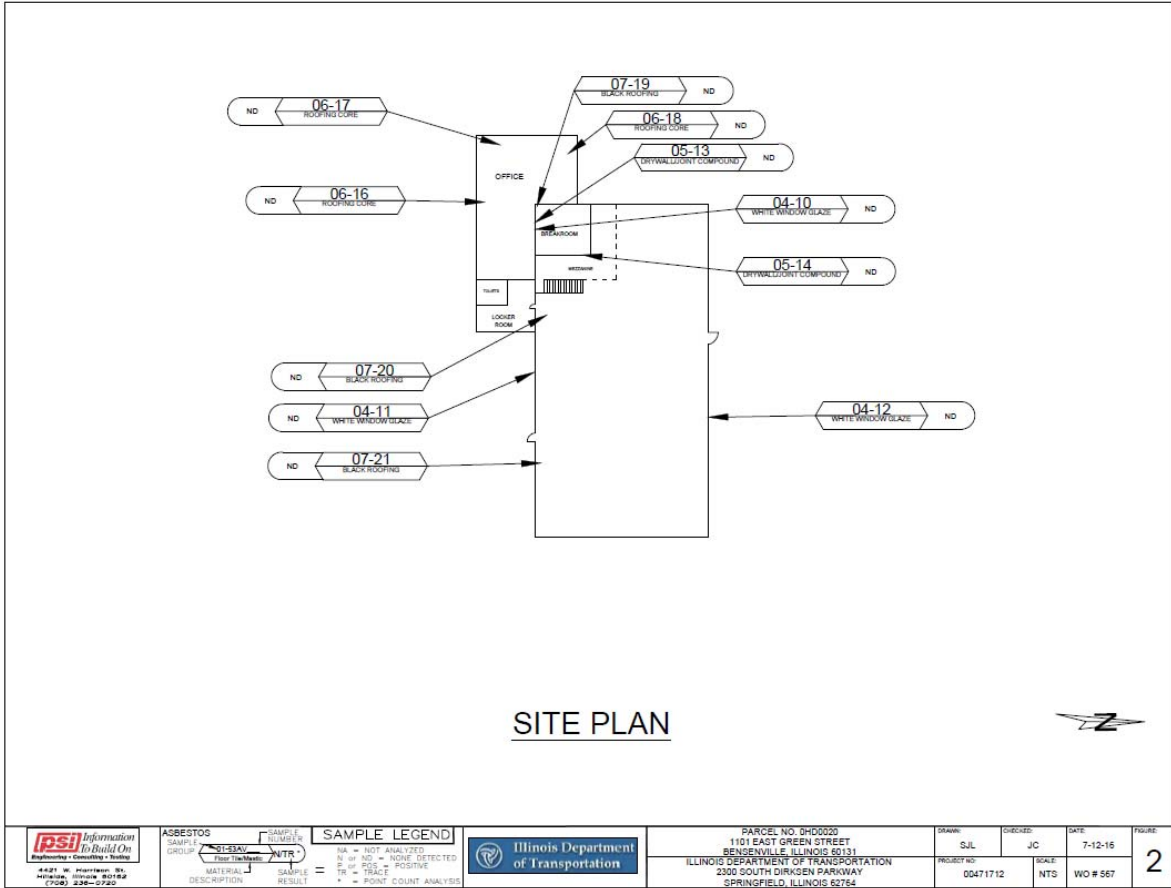 07-19
BLACK ROOFING
ND
ND
06-17
ROOFING CORE
06-18
ROOFING CORE
ND
05-13
DRYWALL/JOINT COMPOUND
ND
OFFICE
ND
06-16
ROOFING CORE
04-10
WHITE WINDOW GLAZE
ND
BREAKROOM
05-14
DRYWALL/JOINT COMPOUND
ND
MEZZANINE
TOILETS
LOCKER
ROOM
ND
07-20
BLACK ROOFING
ND
04-11
WHITE WINDOW GLAZE
04-12
WHITE WINDOW GLAZE
ND
ND
07-21
BLACK ROOFING
SITE PLAN
Z
psi Information
To Build On
Engineering • Consulting • Testing
4421 W. Harrison St.
Hillside, Illinois 60162
(708) 236-0720
ASBESTOS
SAMPLE
GROUP
SAMPLE
NUMBER
01-53AV
Floor Tile/Mastic
N/TR *
MATERIAL
DESCRIPTION
SAMPLE
RESULT
=
SAMPLE LEGEND
NA = NOT ANALYZED
N or ND = NONE DETECTED
P or POS = POSITIVE
TR = TRACE
* = POINT COUNT ANALYSIS
Illinois Department
of Transportation
PARCEL NO. 0HD0020
1101 EAST GREEN STREET
BENSENVILLE, ILLINOIS 60131
ILLINOIS DEPARTMENT OF TRANSPORTATION
2300 SOUTH DIRKSEN PARKWAY
SPRINGFIELD, ILLINOIS 62764
DRAWN:
SJL
CHECKED:
JC
DATE:
7-12-16
PROJECT NO:
00471712
SCALE:
NTS
WO # 567
FIGURE:
2